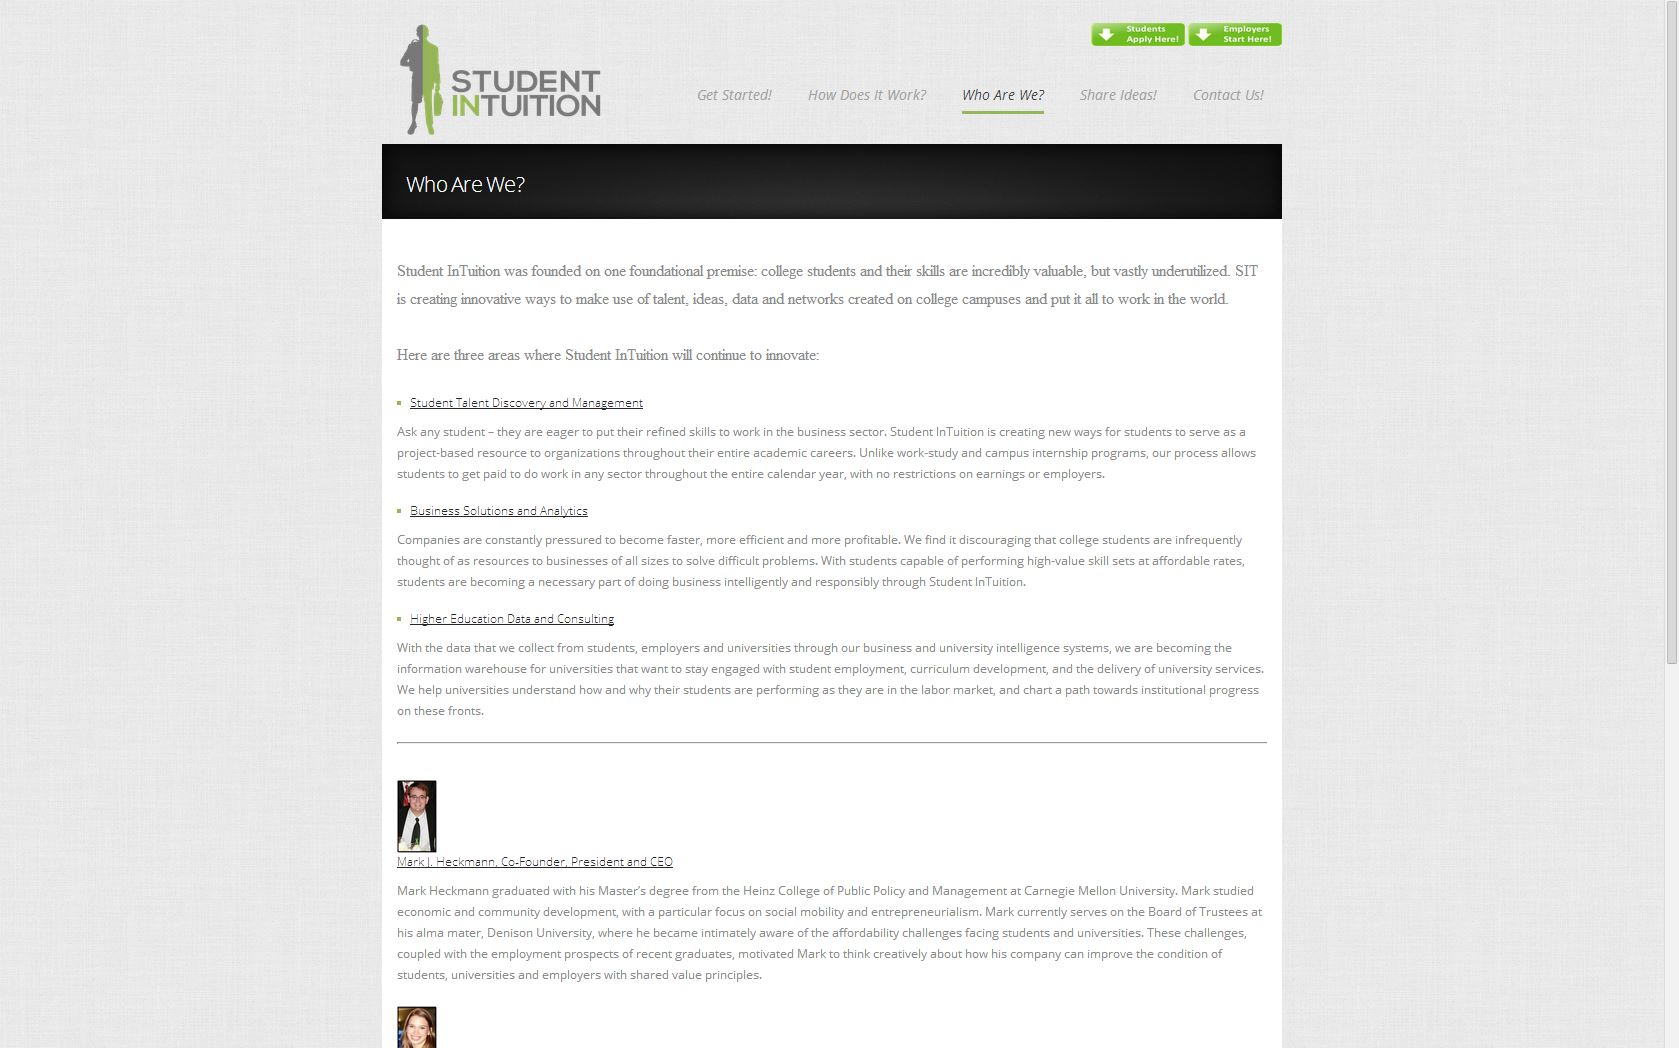 Students
Apply Here!
Employers
Start Here!
STUDENT
INTUITION
Get Started!
How Does It Work?
Who Are We?
Share Ideas!
Contact Us!
Who Are We?
Student InTuition was founded on one foundational premise: college students and their skills are incredibly valuable, but vastly underutilized. SIT
is creating innovative ways to make use of talent, ideas, data and networks created on college campuses and put it all to work in the world.
Here are three areas where Student InTuition will continue to innovate:
Student Talent Discovery and Management
Ask any student – they are eager to put their refined skills to work in the business sector. Student InTuition is creating new ways for students to serve as a
project-based resource to organizations throughout their entire academic careers. Unlike work-study and campus internship programs, our process allows
students to get paid to do work in any sector throughout the entire calendar year, with no restrictions on earnings or employers.
Business Solutions and Analytics
Companies are constantly pressured to become faster, more efficient and more profitable. We find it discouraging that college students are infrequently
thought of as resources to businesses of all sizes to solve difficult problems. With students capable of performing high-value skill sets at affordable rates,
students are becoming a necessary part of doing business intelligently and responsibly through Student InTuition.
Higher Education Data and Consulting
With the data that we collect from students, employers and universities through our business and university intelligence systems, we are becoming the
information warehouse for universities that want to stay engaged with student employment, curriculum development, and the delivery of university services.
We help universities understand how and why their students are performing as they are in the labor market, and chart a path towards institutional progress
on these fronts.
Mark J. Heckmann, Co-Founder, President and CEO
Mark Heckmann graduated with his Master's degree from the Heinz College of Public Policy and Management at Carnegie Mellon University. Mark studied
economic and community development, with a particular focus on social mobility and entrepreneurialism. Mark currently serves on the Board of Trustees at
his alma mater, Denison University, where he became intimately aware of the affordability challenges facing students and universities. These challenges,
coupled with the employment prospects of recent graduates, motivated Mark to think creatively about how his company can improve the condition of
students, universities and employers with shared value principles.